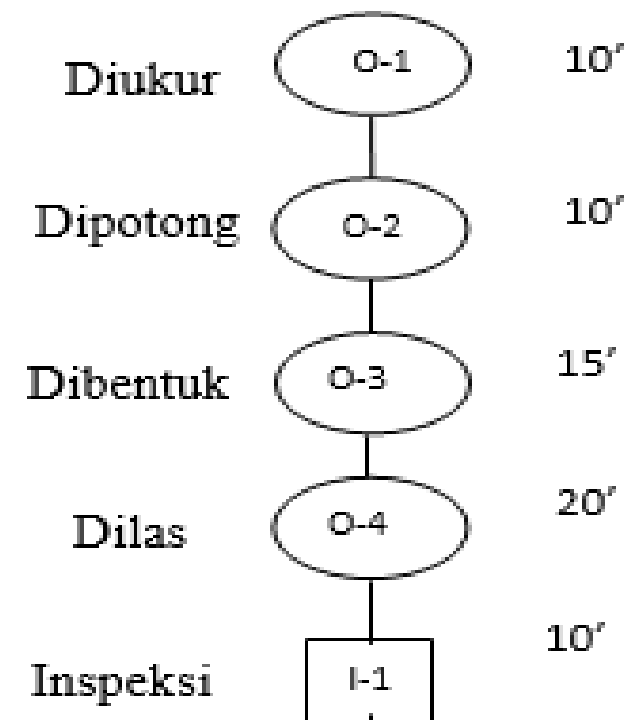 Diukur O-1 10’
Dipotong O-2 10’
Dibentuk O-3 15’
Dilas O-4 20’
Inspeksi I-1 10’